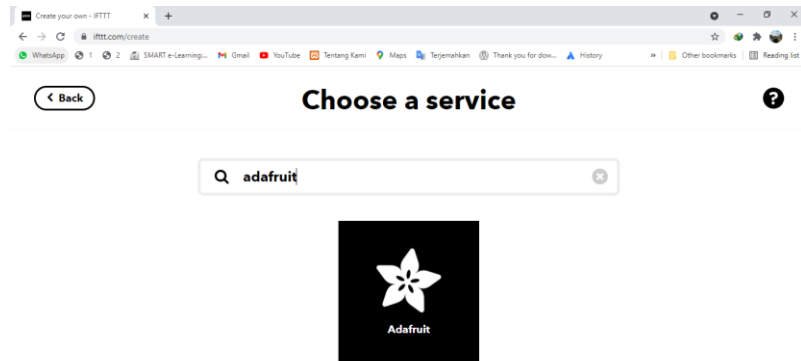 Create your own - IFTTT
ifttt.com/create
WhatsApp 1 2 SMART e-Learning:... Gmail YouTube Tentang Kami Maps Terjemahkan Thank you for dow... History » Other bookmarks Reading list
Back
Choose a service
?
adafruit
Adafruit